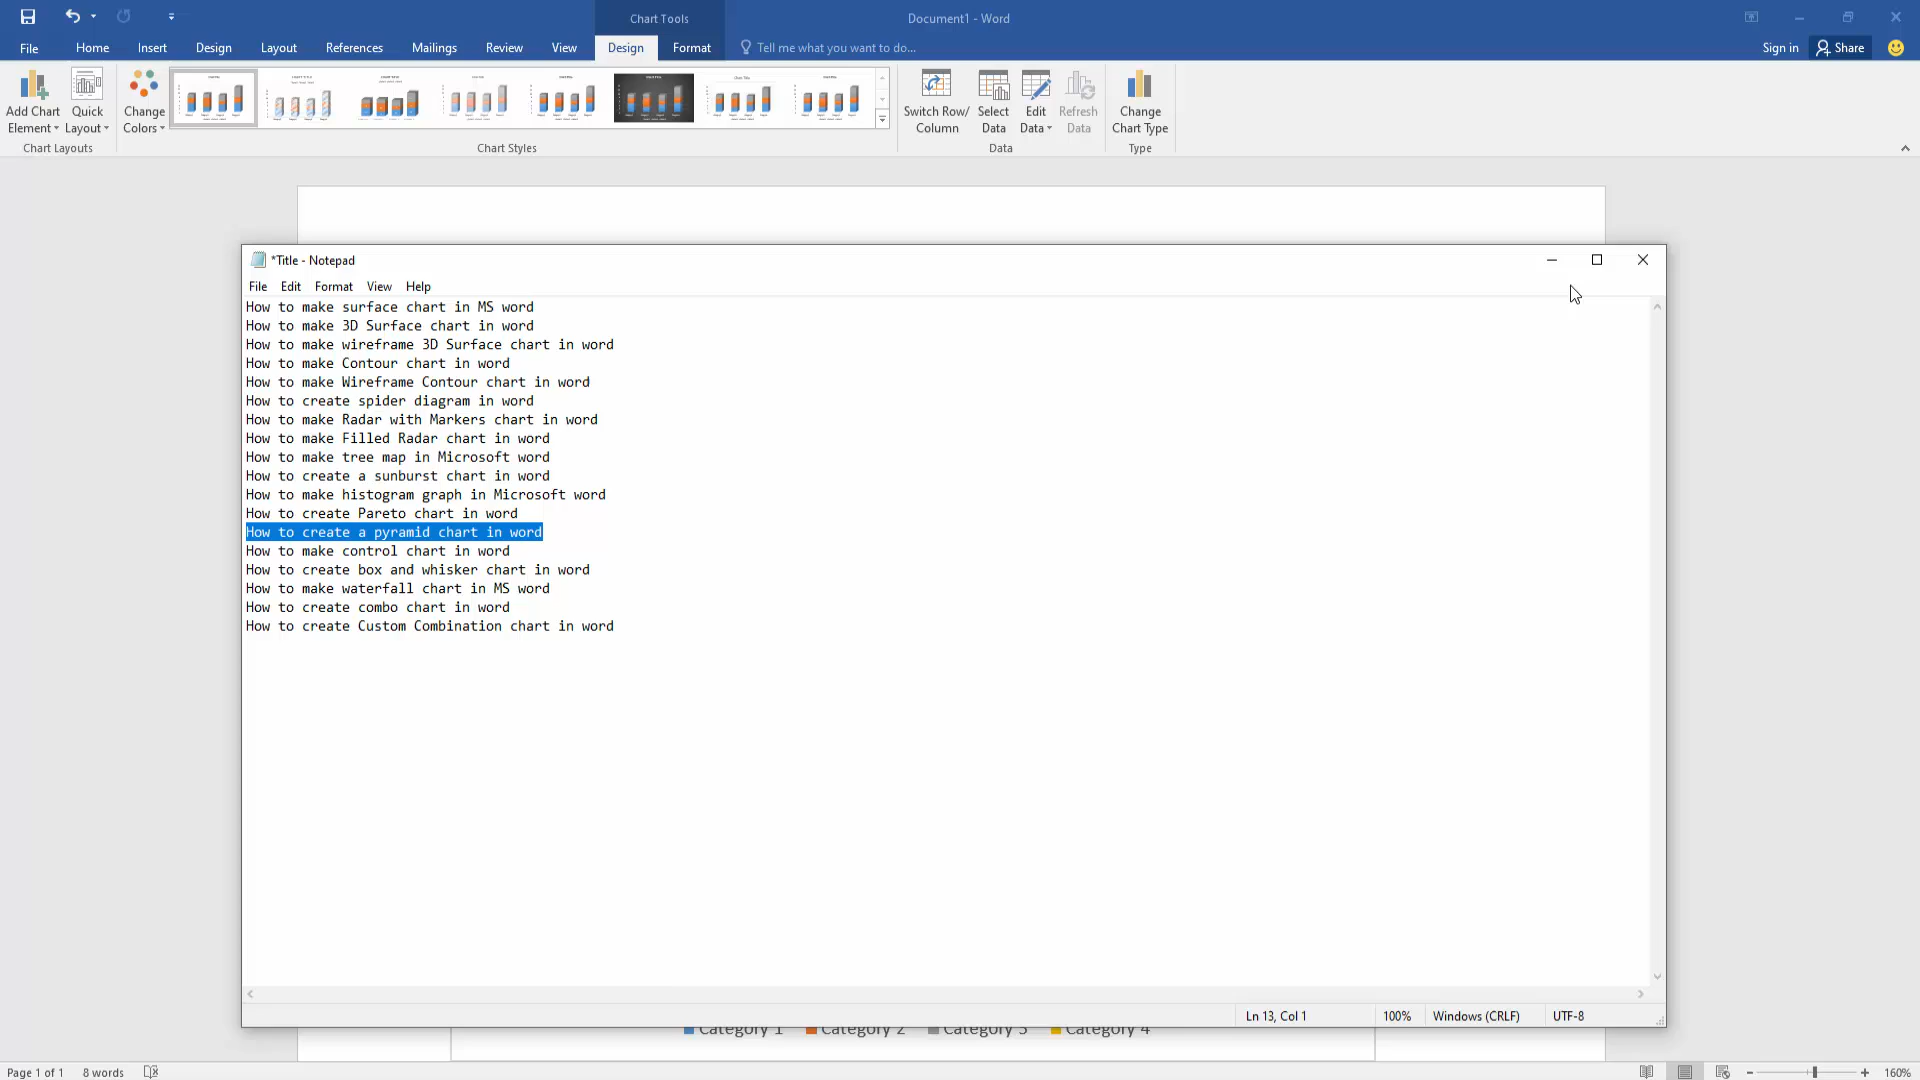 Chart Tools
Document1 - Word
File Home Insert Design Layout References Mailings Review View Design Format Tell me what you want to do... Sign in Share
Add Chart Element
Quick Layout
Change Colors
Switch Row/ Column
Select Data
Edit Data
Refresh Data
Change Chart Type
Chart Layouts
Chart Styles
Data
Type
*Title - Notepad
File Edit Format View Help
How to make surface chart in MS word
How to make 3D Surface chart in word
How to make wireframe 3D Surface chart in word
How to make Contour chart in word
How to make Wireframe Contour chart in word
How to create spider diagram in word
How to make Radar with Markers chart in word
How to make Filled Radar chart in word
How to make tree map in Microsoft word
How to create a sunburst chart in word
How to make histogram graph in Microsoft word
How to create Pareto chart in word
How to create a pyramid chart in word
How to make control chart in word
How to create box and whisker chart in word
How to make waterfall chart in MS word
How to create combo chart in word
How to create Custom Combination chart in word
Ln 13, Col 1 100% Windows (CRLF) UTF-8
Category 1 Category 2 Category 3 Category 4
Page 1 of 1 8 words 160%